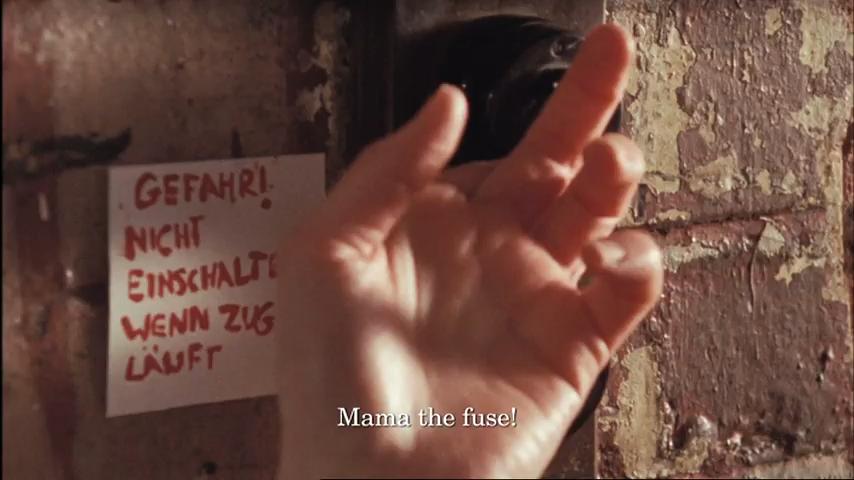 GEFAHR!
NICHT
EINSCHALTE
WENN ZUG
LÄUFT
Mama the fuse!